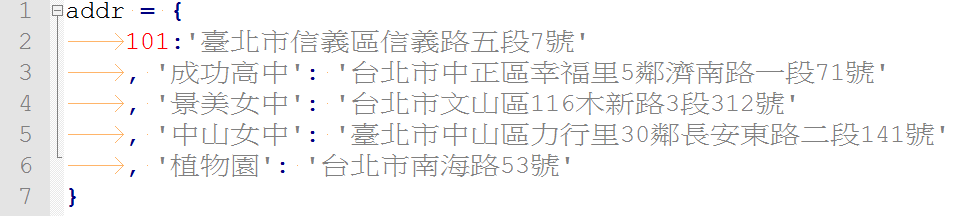 1 addr = {
2 101:'臺北市信義區信義路五段7號'
3 , '成功高中': '台北市中正區幸福里5鄰濟南路一段71號'
4 , '景美女中': '台北市文山區116木新路3段312號'
5 , '中山女中': '臺北市中山區力行里30鄰長安東路二段141號'
6 , '植物園': '台北市南海路53號'
7 }